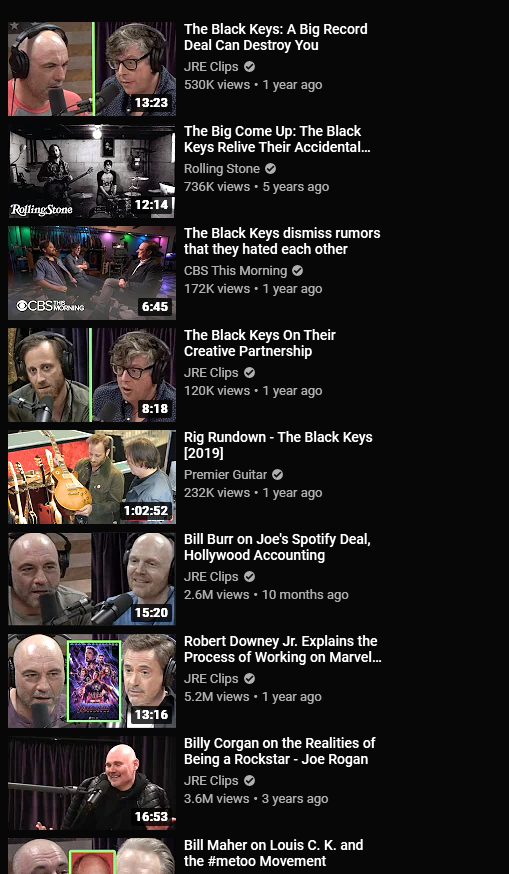 The Black Keys: A Big Record
Deal Can Destroy You
JRE Clips
530K views • 1 year ago
13:23
The Big Come Up: The Black
Keys Relive Their Accidental...
Rolling Stone
736K views • 5 years ago
RollingStone
12:14
The Black Keys dismiss rumors
that they hated each other
CBS This Morning
172K views • 1 year ago
CBS THIS MORNING
6:45
The Black Keys On Their
Creative Partnership
JRE Clips
120K views • 1 year ago
8:18
Rig Rundown - The Black Keys
[2019]
Premier Guitar
232K views • 1 year ago
1:02:52
Bill Burr on Joe's Spotify Deal,
Hollywood Accounting
JRE Clips
2.6M views • 10 months ago
15:20
Robert Downey Jr. Explains the
Process of Working on Marvel...
JRE Clips
5.2M views • 1 year ago
13:16
Billy Corgan on the Realities of
Being a Rockstar - Joe Rogan
JRE Clips
3.6M views • 3 years ago
16:53
Bill Maher on Louis C. K. and
the #metoo Movement